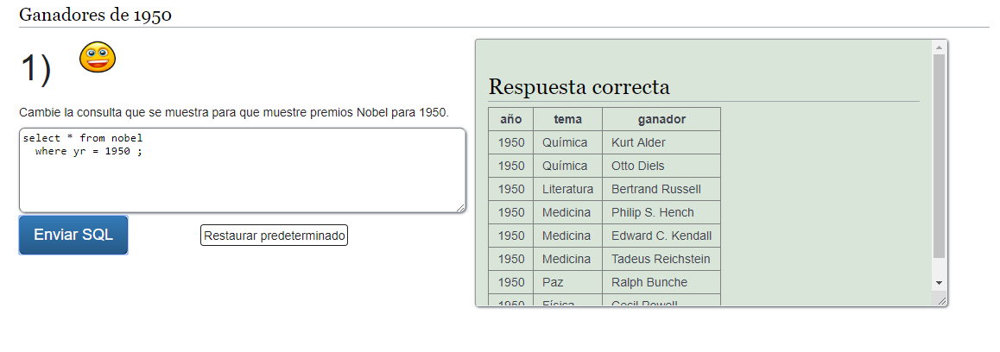 Ganadores de 1950
1)
Cambie la consulta que se muestra para que muestre premios Nobel para 1950.
select * from nobel
where yr = 1950 ;
Enviar SQL
Restaurar predeterminado
Respuesta correcta
año tema ganador
1950 Química Kurt Alder
1950 Química Otto Diels
1950 Literatura Bertrand Russell
1950 Medicina Philip S. Hench
1950 Medicina Edward C. Kendall
1950 Medicina Tadeus Reichstein
1950 Paz Ralph Bunche
1950 Física Cecil Powell